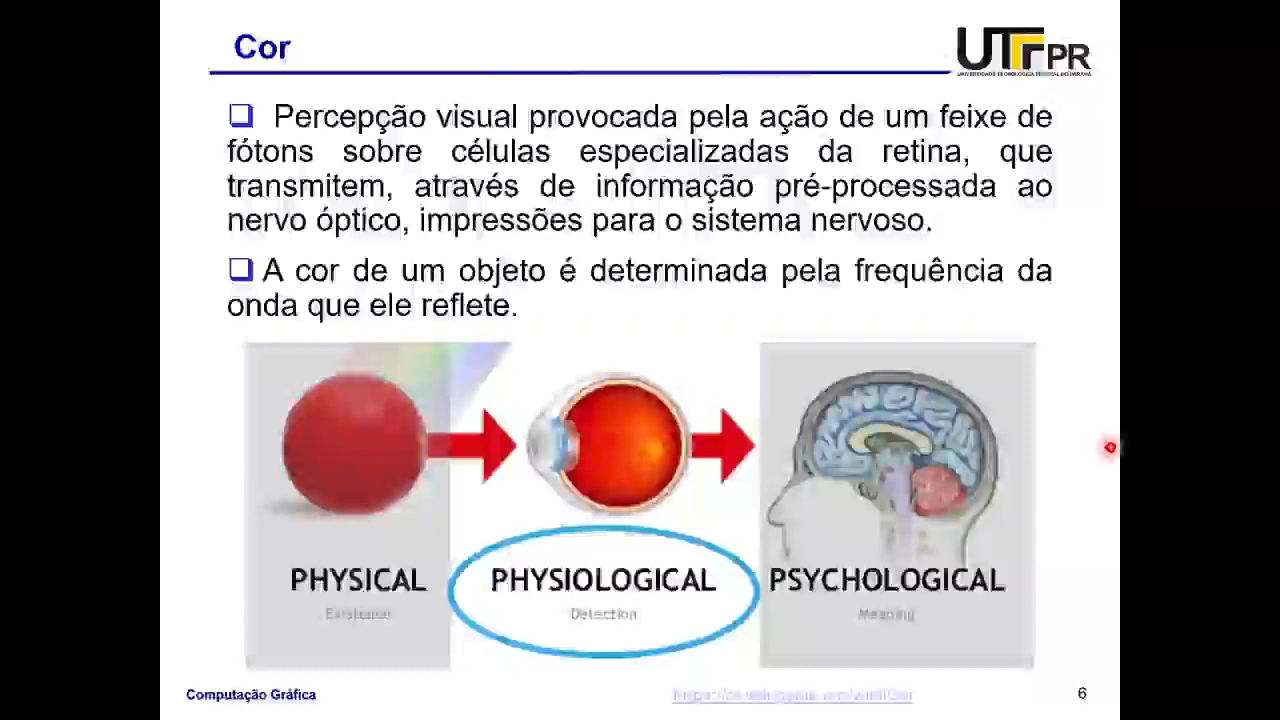 Cor
UTFPR
UNIVERSIDADE TECNOLÓGICA FEDERAL DO PARANÁ
❑ Percepção visual provocada pela ação de um feixe de
fótons sobre células especializadas da retina, que
transmitem, através de informação pré-processada ao
nervo óptico, impressões para o sistema nervoso.
❑ A cor de um objeto é determinada pela frequência da
onda que ele reflete.
PHYSICAL
PHYSIOLOGICAL
PSYCHOLOGICAL
Existence
Detection
Meaning
Computação Gráfica
6